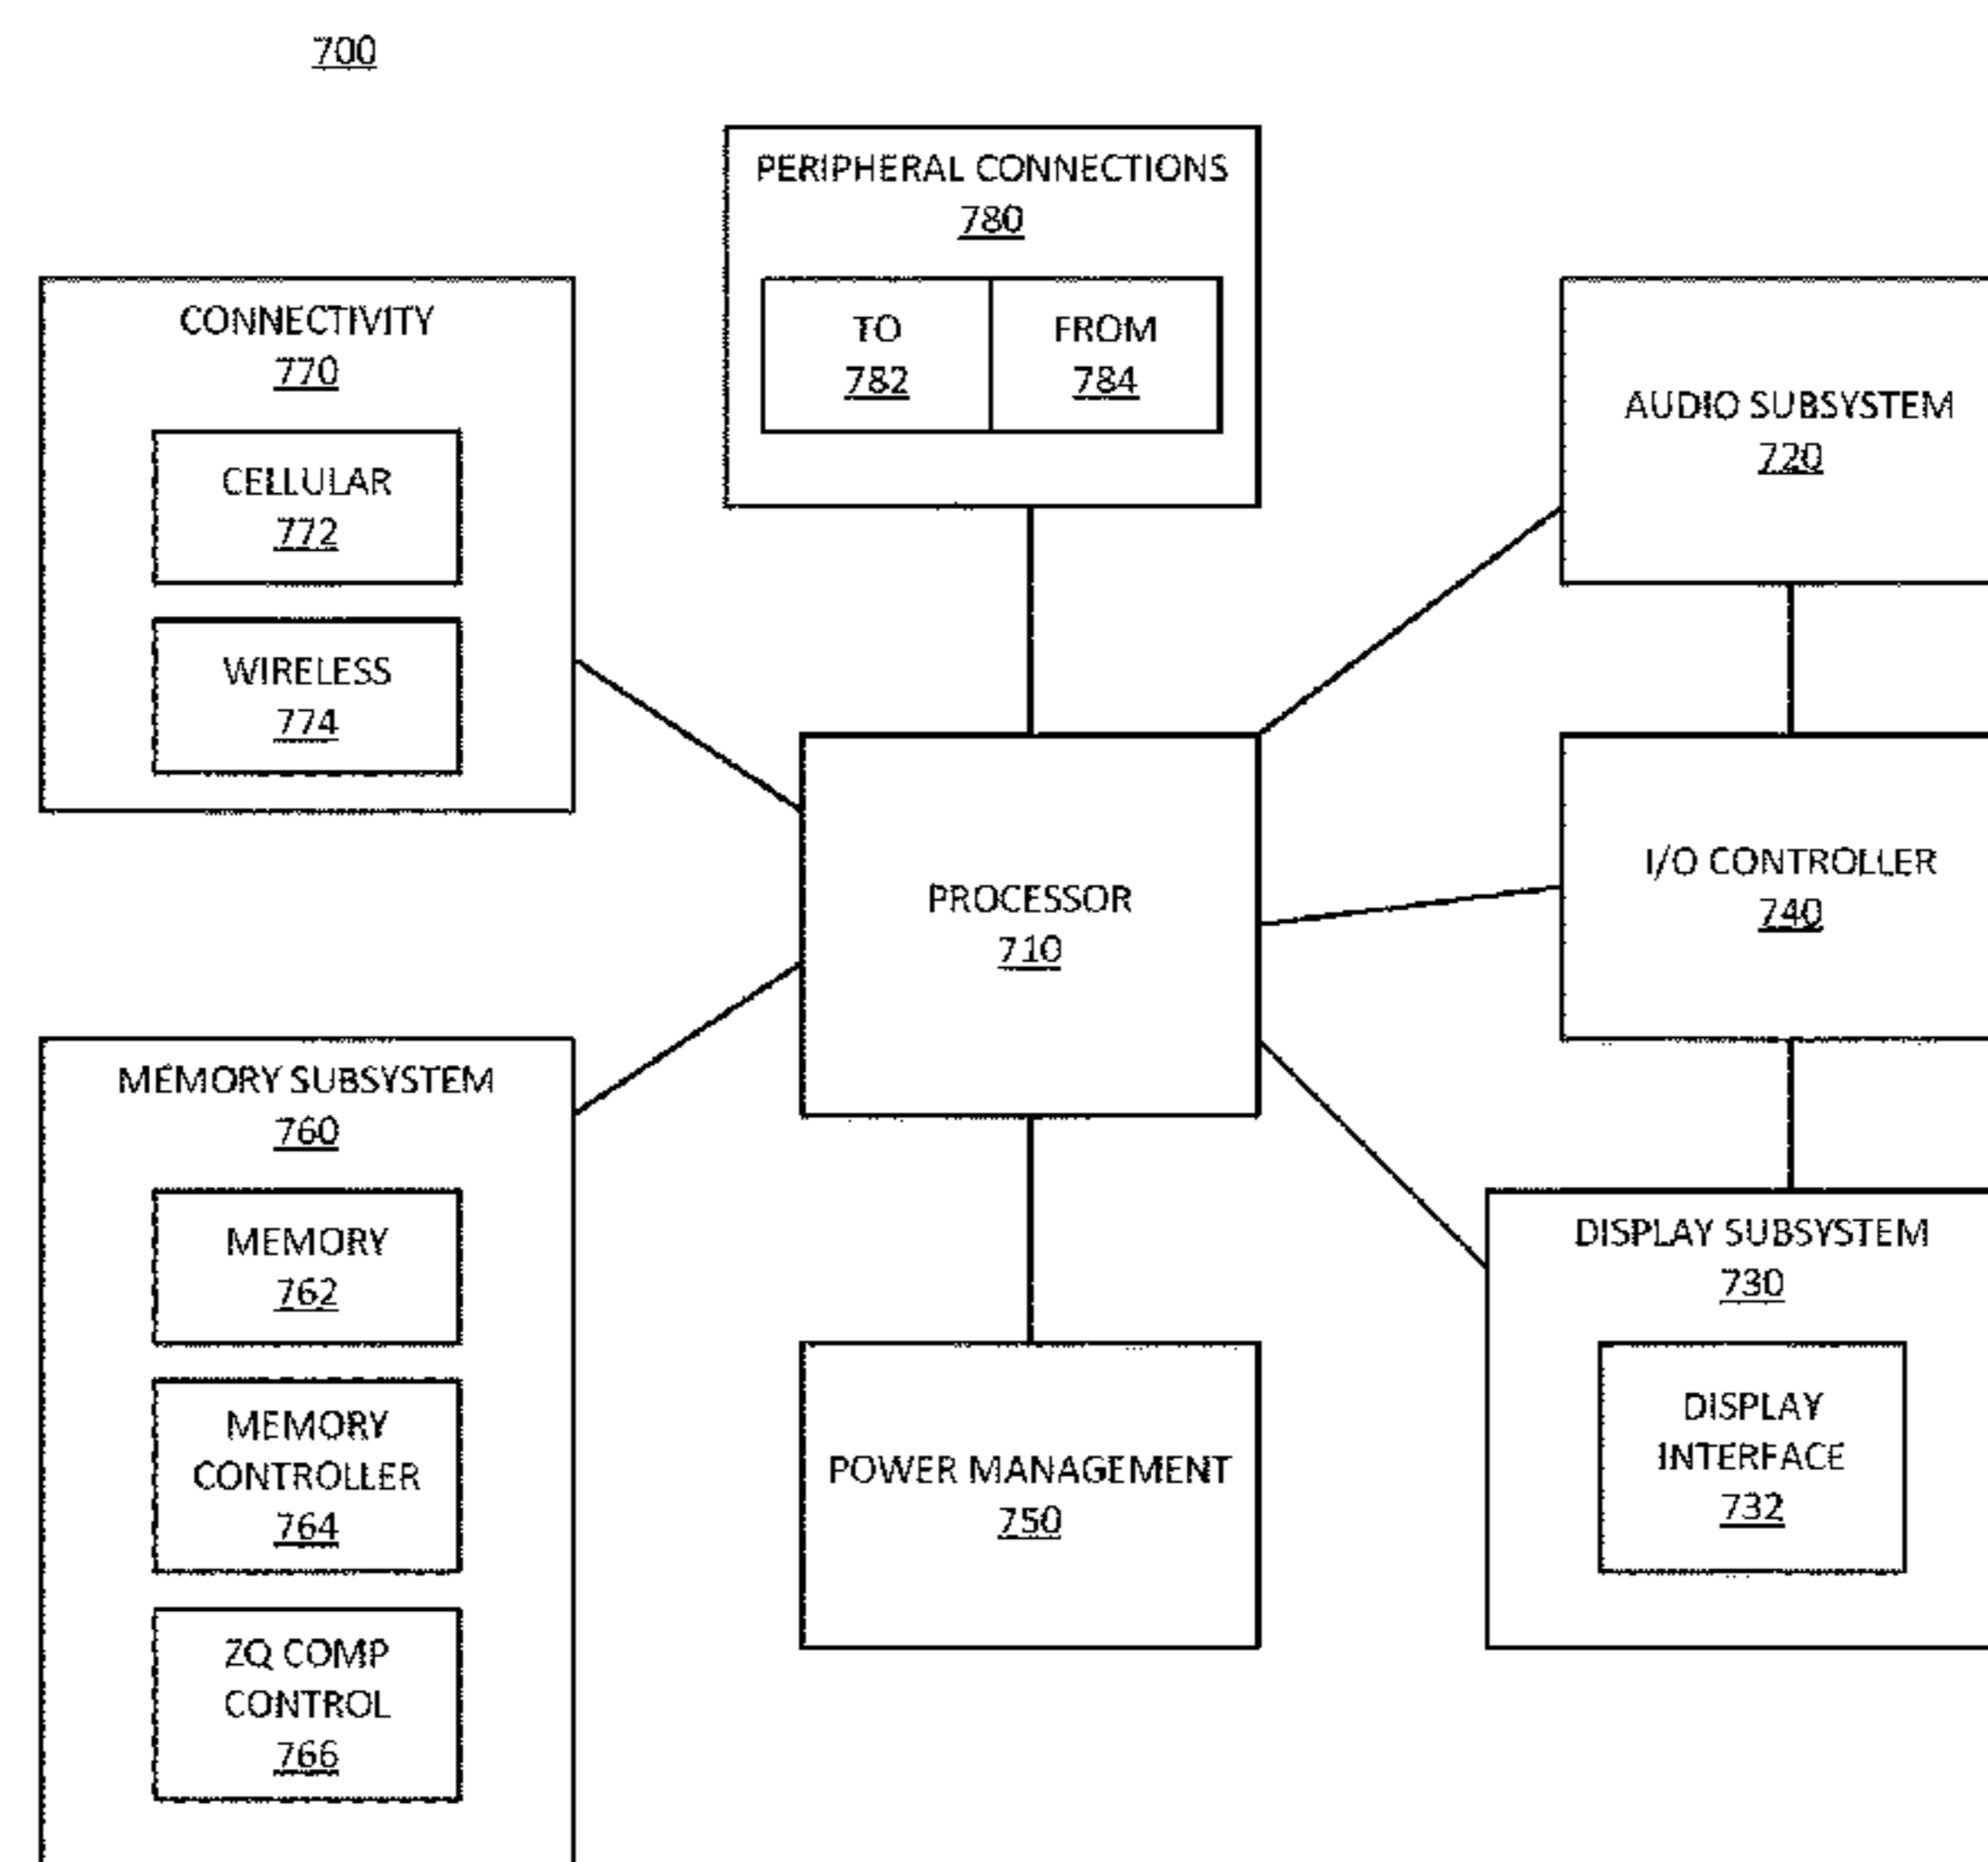 700
PERIPHERAL CONNECTIONS
780
TO
782
FROM
784
CONNECTIVITY
770
CELLULAR
772
WIRELESS
774
AUDIO SUBSYSTEM
720
PROCESSOR
710
I/O CONTROLLER
740
MEMORY SUBSYSTEM
760
MEMORY
762
MEMORY
CONTROLLER
764
ZQ COMP
CONTROL
766
POWER MANAGEMENT
750
DISPLAY SUBSYSTEM
730
DISPLAY
INTERFACE
732